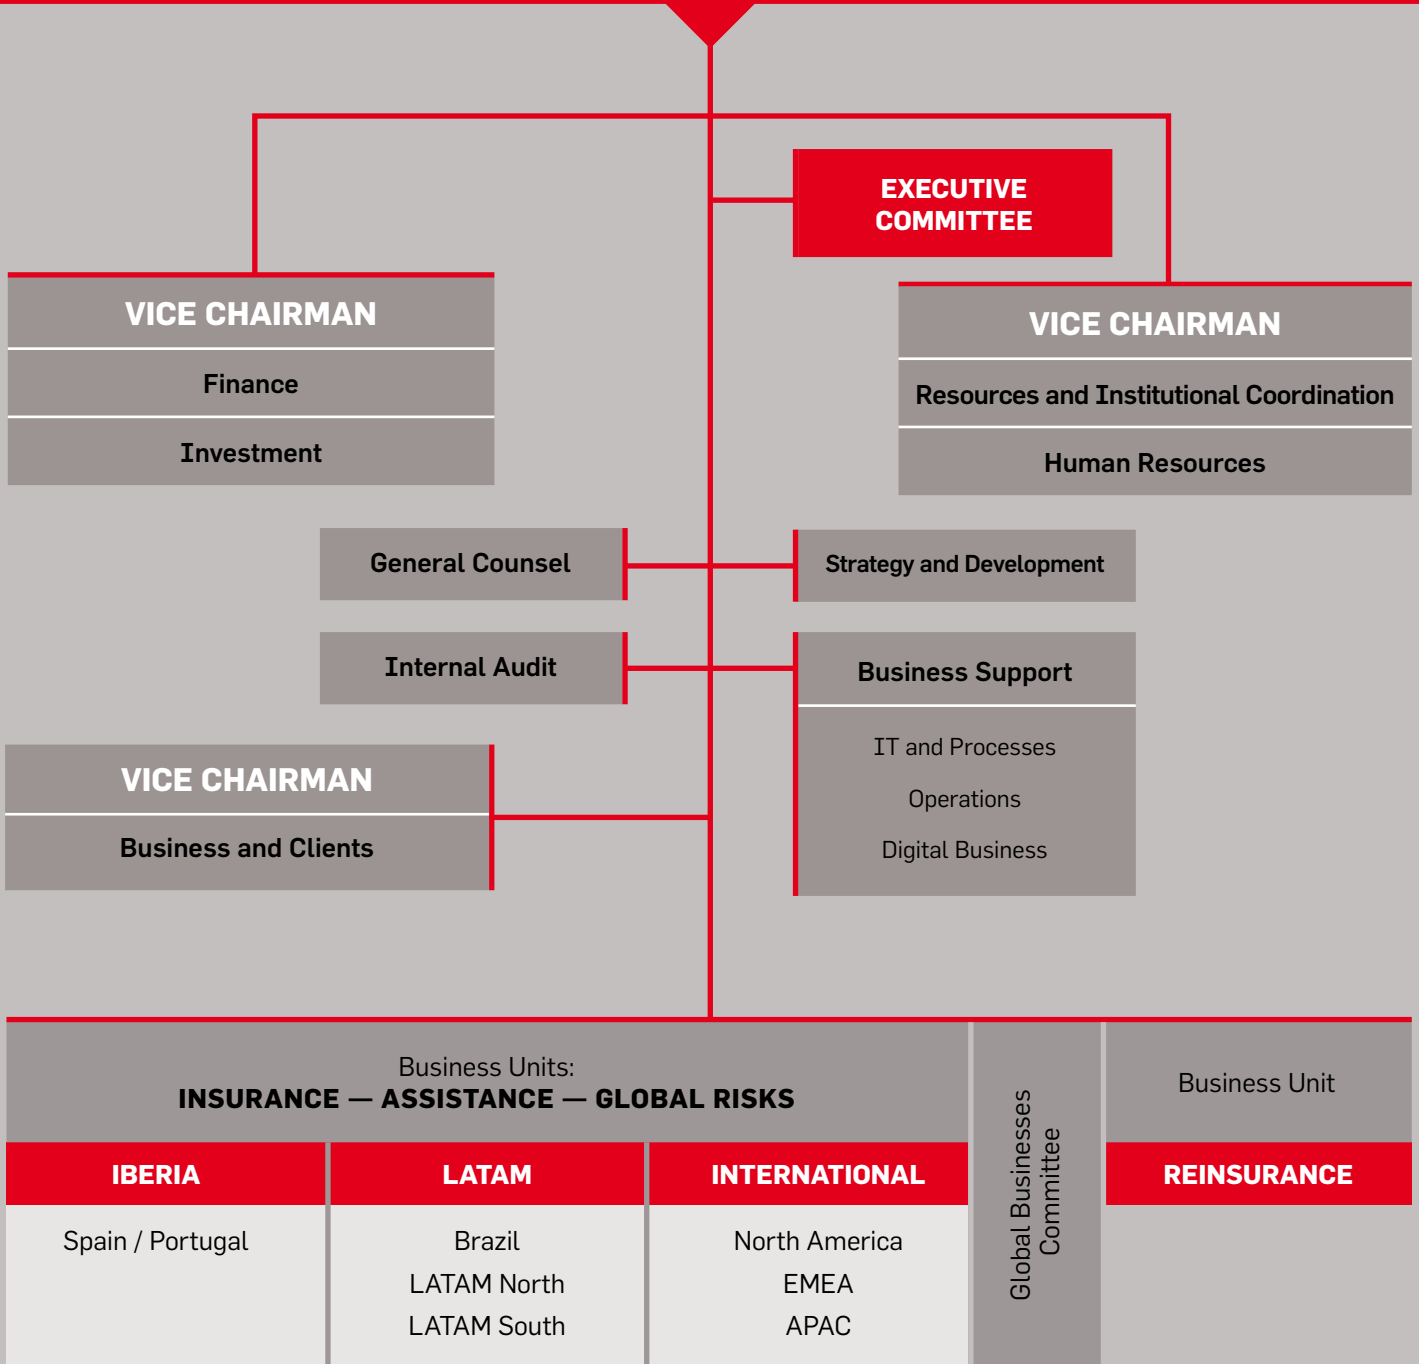 EXECUTIVE
COMMITTEE
VICE CHAIRMAN
Finance
Investment
VICE CHAIRMAN
Resources and Institutional Coordination
Human Resources
General Counsel
Strategy and Development
Internal Audit
Business Support
IT and Processes
Operations
Digital Business
VICE CHAIRMAN
Business and Clients
Business Units:
INSURANCE — ASSISTANCE — GLOBAL RISKS
IBERIA
Spain / Portugal
LATAM
Brazil
LATAM North
LATAM South
INTERNATIONAL
North America
EMEA
APAC
Global Businesses
Committee
Business Unit
REINSURANCE